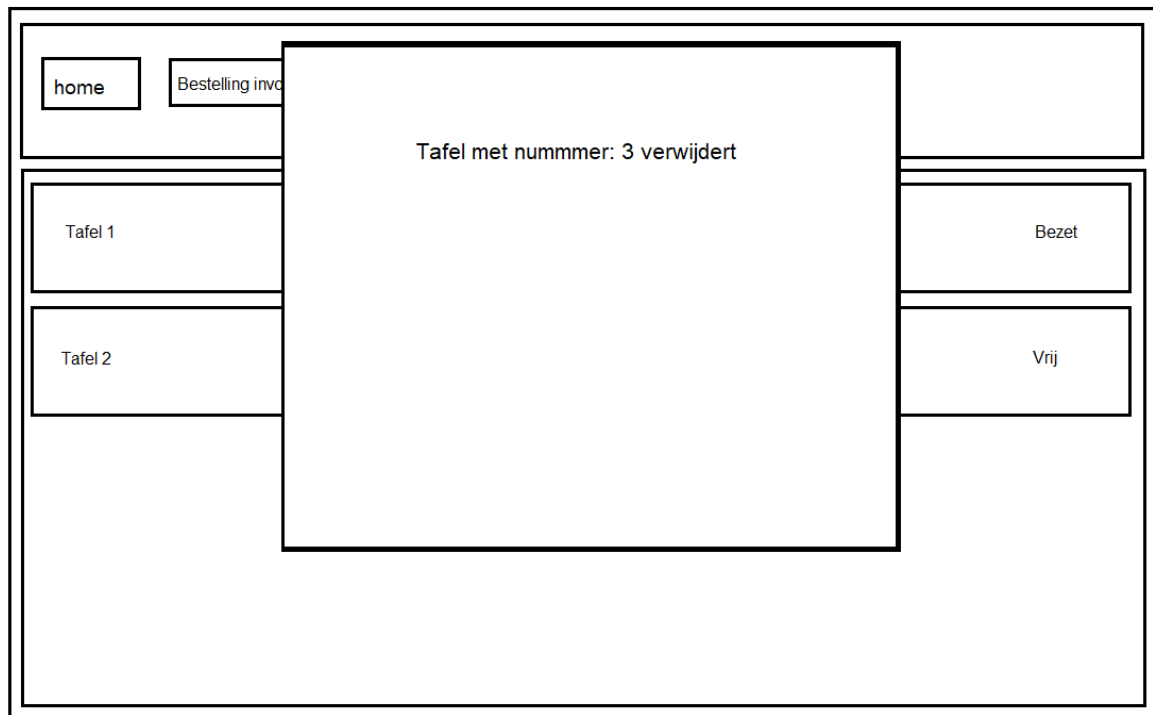 home
Bestelling invo
Tafel met nummmer: 3 verwijdert
Tafel 1
Bezet
Tafel 2
Vrij